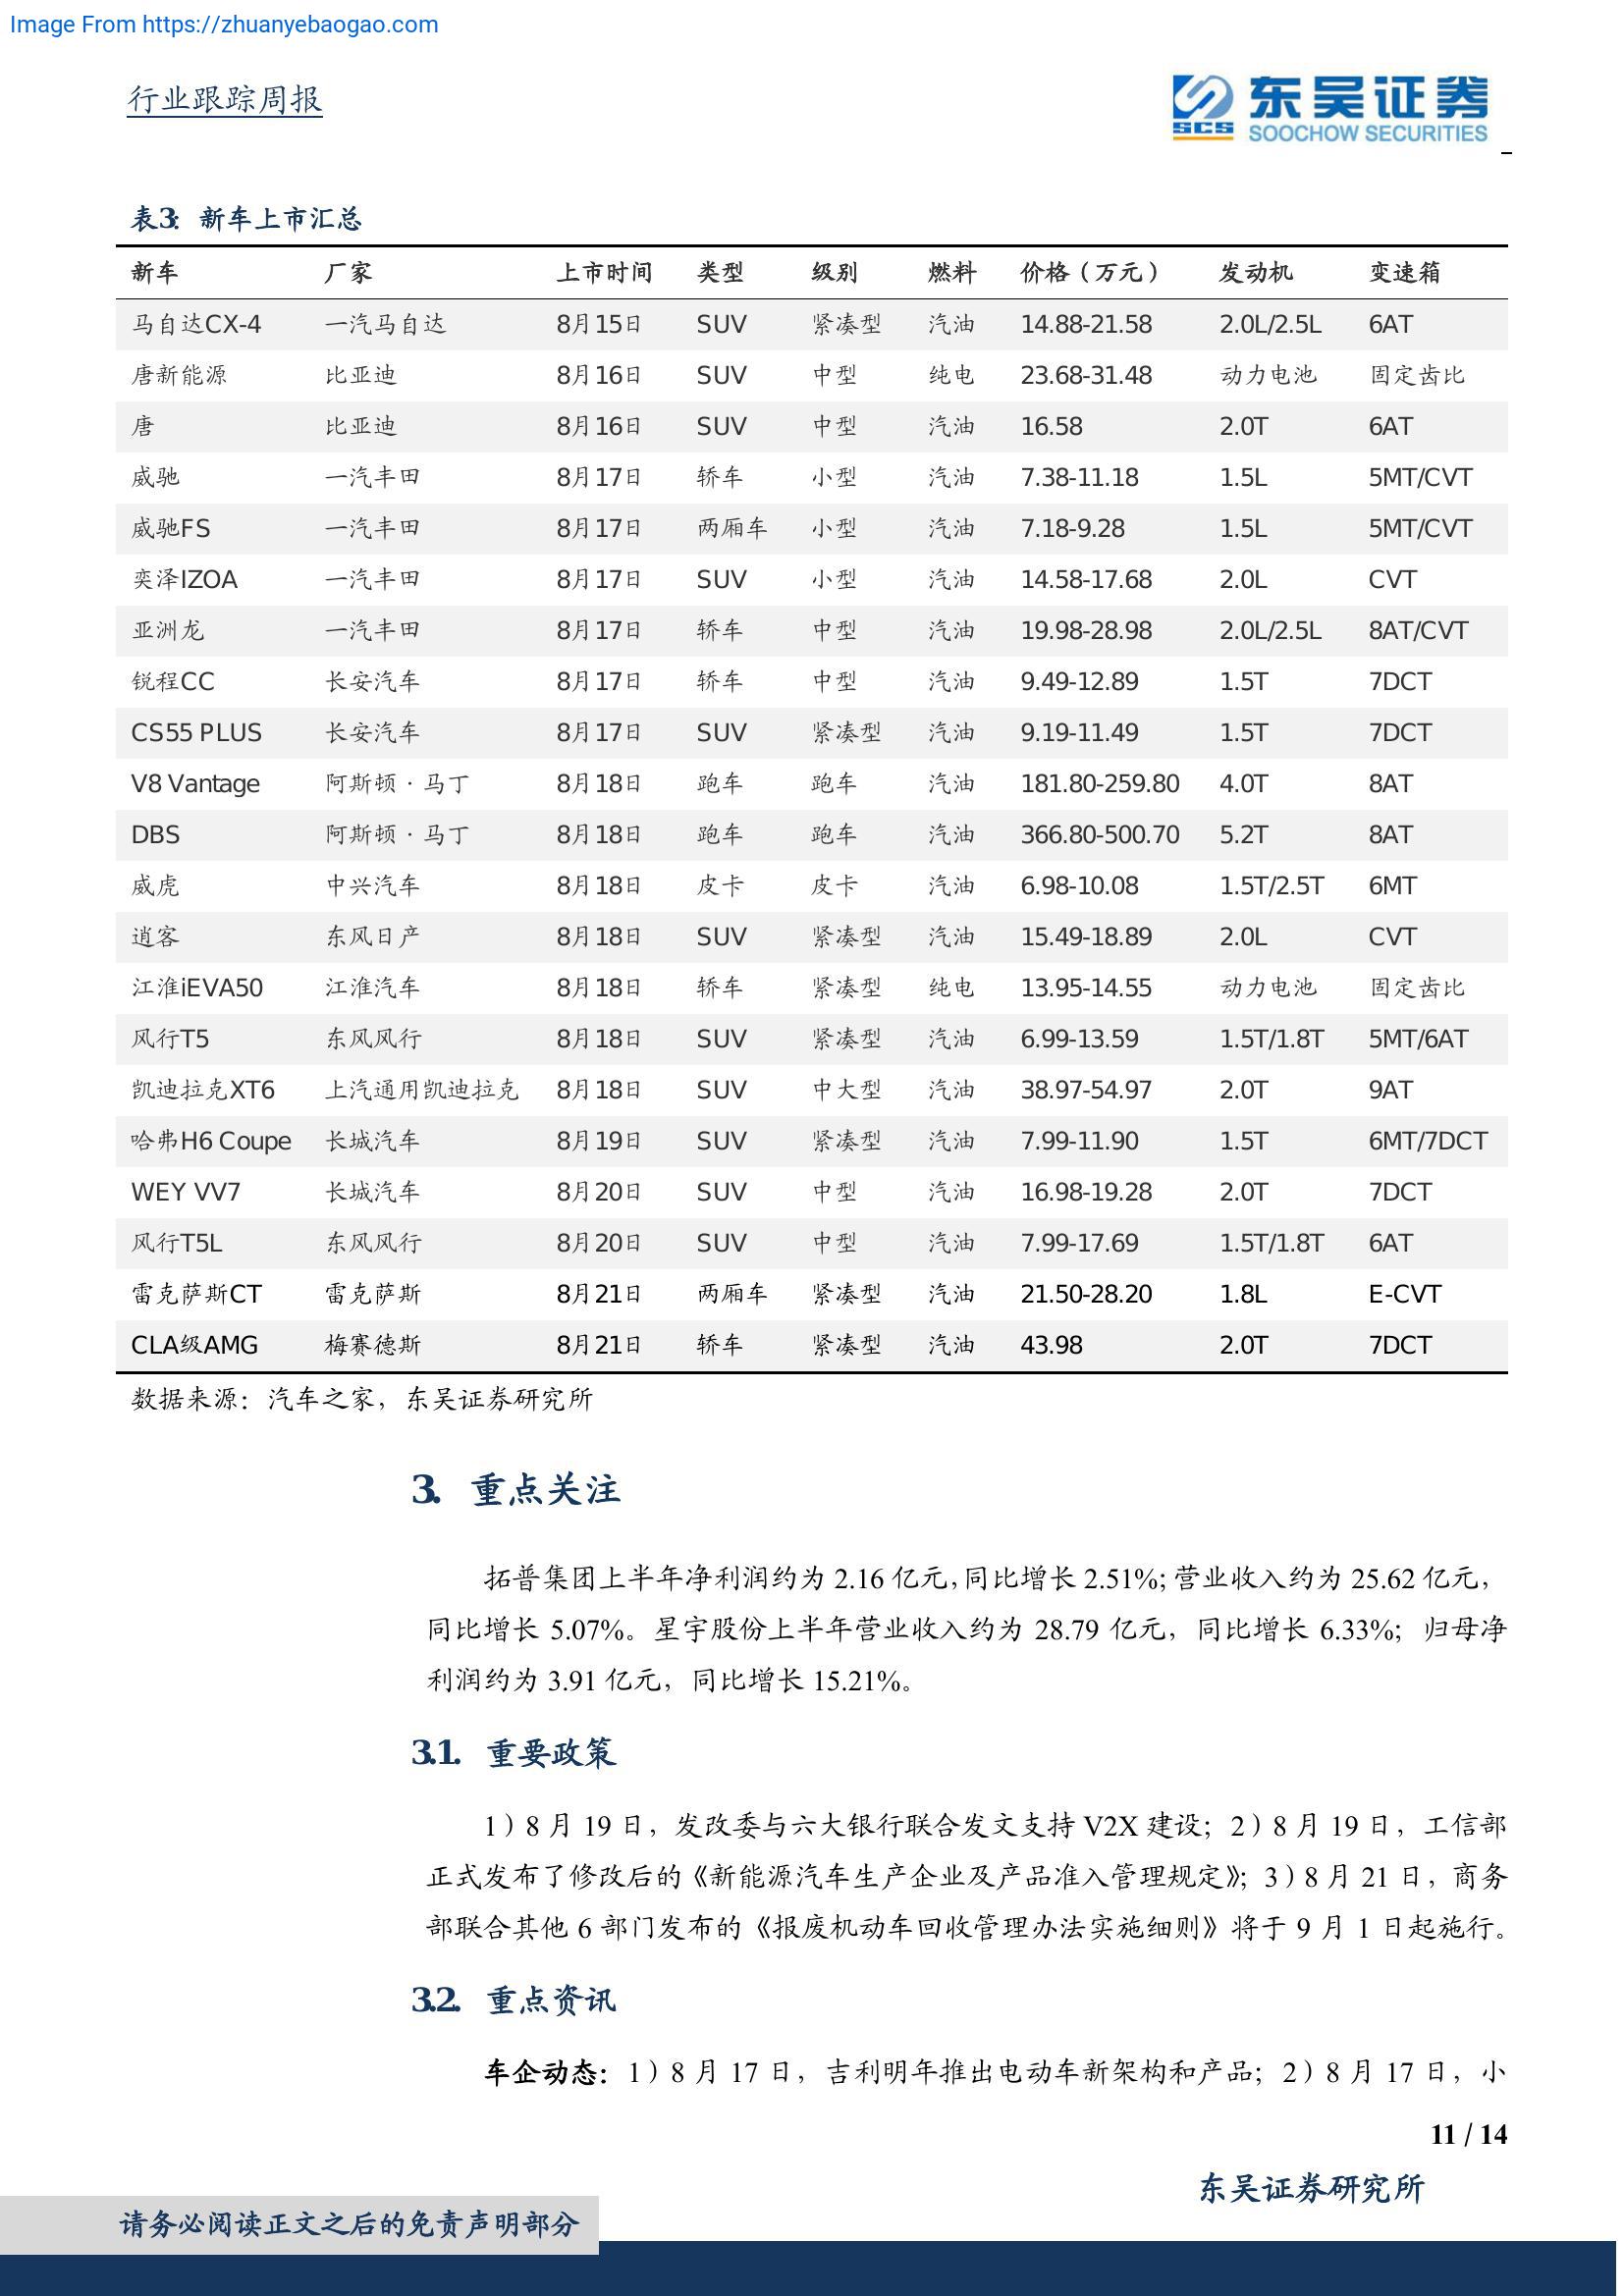 Image From https://zhuanyebaogao.com
行业跟踪周报
SCS 东吴证券
SOOCHOW SECURITIES
表3: 新车上市汇总
新车 厂家 上市时间 类型 级别 燃料 价格（万元） 发动机 变速箱
马自达CX-4 一汽马自达 8月15日 SUV 紧凑型 汽油 14.88-21.58 2.0L/2.5L 6AT
唐新能源 比亚迪 8月16日 SUV 中型 纯电 23.68-31.48 动力电池 固定齿比
唐 比亚迪 8月16日 SUV 中型 汽油 16.58 2.0T 6AT
威驰 一汽丰田 8月17日 轿车 小型 汽油 7.38-11.18 1.5L 5MT/CVT
威驰FS 一汽丰田 8月17日 两厢车 小型 汽油 7.18-9.28 1.5L 5MT/CVT
奕泽IZOA 一汽丰田 8月17日 SUV 小型 汽油 14.58-17.68 2.0L CVT
亚洲龙 一汽丰田 8月17日 轿车 中型 汽油 19.98-28.98 2.0L/2.5L 8AT/CVT
锐程CC 长安汽车 8月17日 轿车 中型 汽油 9.49-12.89 1.5T 7DCT
CS55 PLUS 长安汽车 8月17日 SUV 紧凑型 汽油 9.19-11.49 1.5T 7DCT
V8 Vantage 阿斯顿·马丁 8月18日 跑车 跑车 汽油 181.80-259.80 4.0T 8AT
DBS 阿斯顿·马丁 8月18日 跑车 跑车 汽油 366.80-500.70 5.2T 8AT
威虎 中兴汽车 8月18日 皮卡 皮卡 汽油 6.98-10.08 1.5T/2.5T 6MT
逍客 东风日产 8月18日 SUV 紧凑型 汽油 15.49-18.89 2.0L CVT
江淮iEVA50 江淮汽车 8月18日 轿车 紧凑型 纯电 13.95-14.55 动力电池 固定齿比
风行T5 东风风行 8月18日 SUV 紧凑型 汽油 6.99-13.59 1.5T/1.8T 5MT/6AT
凯迪拉克XT6 上汽通用凯迪拉克 8月18日 SUV 中大型 汽油 38.97-54.97 2.0T 9AT
哈弗H6 Coupe 长城汽车 8月19日 SUV 紧凑型 汽油 7.99-11.90 1.5T 6MT/7DCT
WEY VV7 长城汽车 8月20日 SUV 中型 汽油 16.98-19.28 2.0T 7DCT
风行T5L 东风风行 8月20日 SUV 中型 汽油 7.99-17.69 1.5T/1.8T 6AT
雷克萨斯CT 雷克萨斯 8月21日 两厢车 紧凑型 汽油 21.50-28.20 1.8L E-CVT
CLA级AMG 梅赛德斯 8月21日 轿车 紧凑型 汽油 43.98 2.0T 7DCT
数据来源：汽车之家，东吴证券研究所
3. 重点关注
拓普集团上半年净利润约为 2.16 亿元，同比增长 2.51%；营业收入约为 25.62 亿元，
同比增长 5.07%。星宇股份上半年营业收入约为 28.79 亿元，同比增长 6.33%；归母净
利润约为 3.91 亿元，同比增长 15.21%。
3.1. 重要政策
1）8 月 19 日，发改委与六大银行联合发文支持 V2X 建设；2）8 月 19 日，工信部
正式发布了修改后的《新能源汽车生产企业及产品准入管理规定》；3）8 月 21 日，商务
部联合其他 6 部门发布的《报废机动车回收管理办法实施细则》将于 9 月 1 日起施行。
3.2. 重点资讯
车企动态：1）8 月 17 日，吉利明年推出电动车新架构和产品；2）8 月 17 日，小
11 / 14
东吴证券研究所
请务必阅读正文之后的免责声明部分